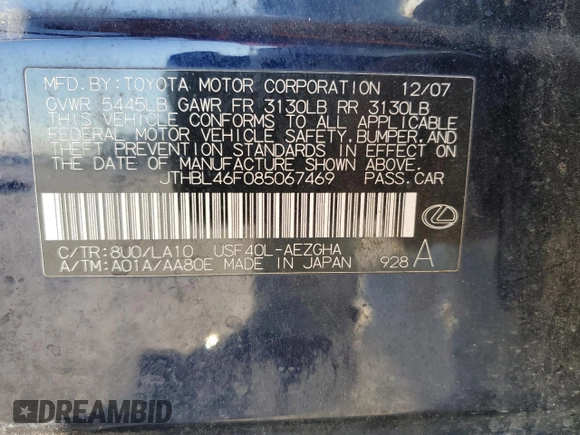 MFD. BY: TOYOTA MOTOR CORPORATION 12/07
GVWR 5445LB GAWR FR 3130LB RR 3130LB
THIS VEHICLE CONFORMS TO ALL APPLICABLE
FEDERAL MOTOR VEHICLE SAFETY, BUMPER, AND
THEFT PREVENTION STANDARDS IN EFFECT ON
THE DATE OF MANUFACTURE SHOWN ABOVE.
JTHBL46F085067469 PASS. CAR
C/TR: 8U0/LA10 USF40L-AEZGHA
A/TM: A01A/AA80E MADE IN JAPAN 928 A
DREAMBID